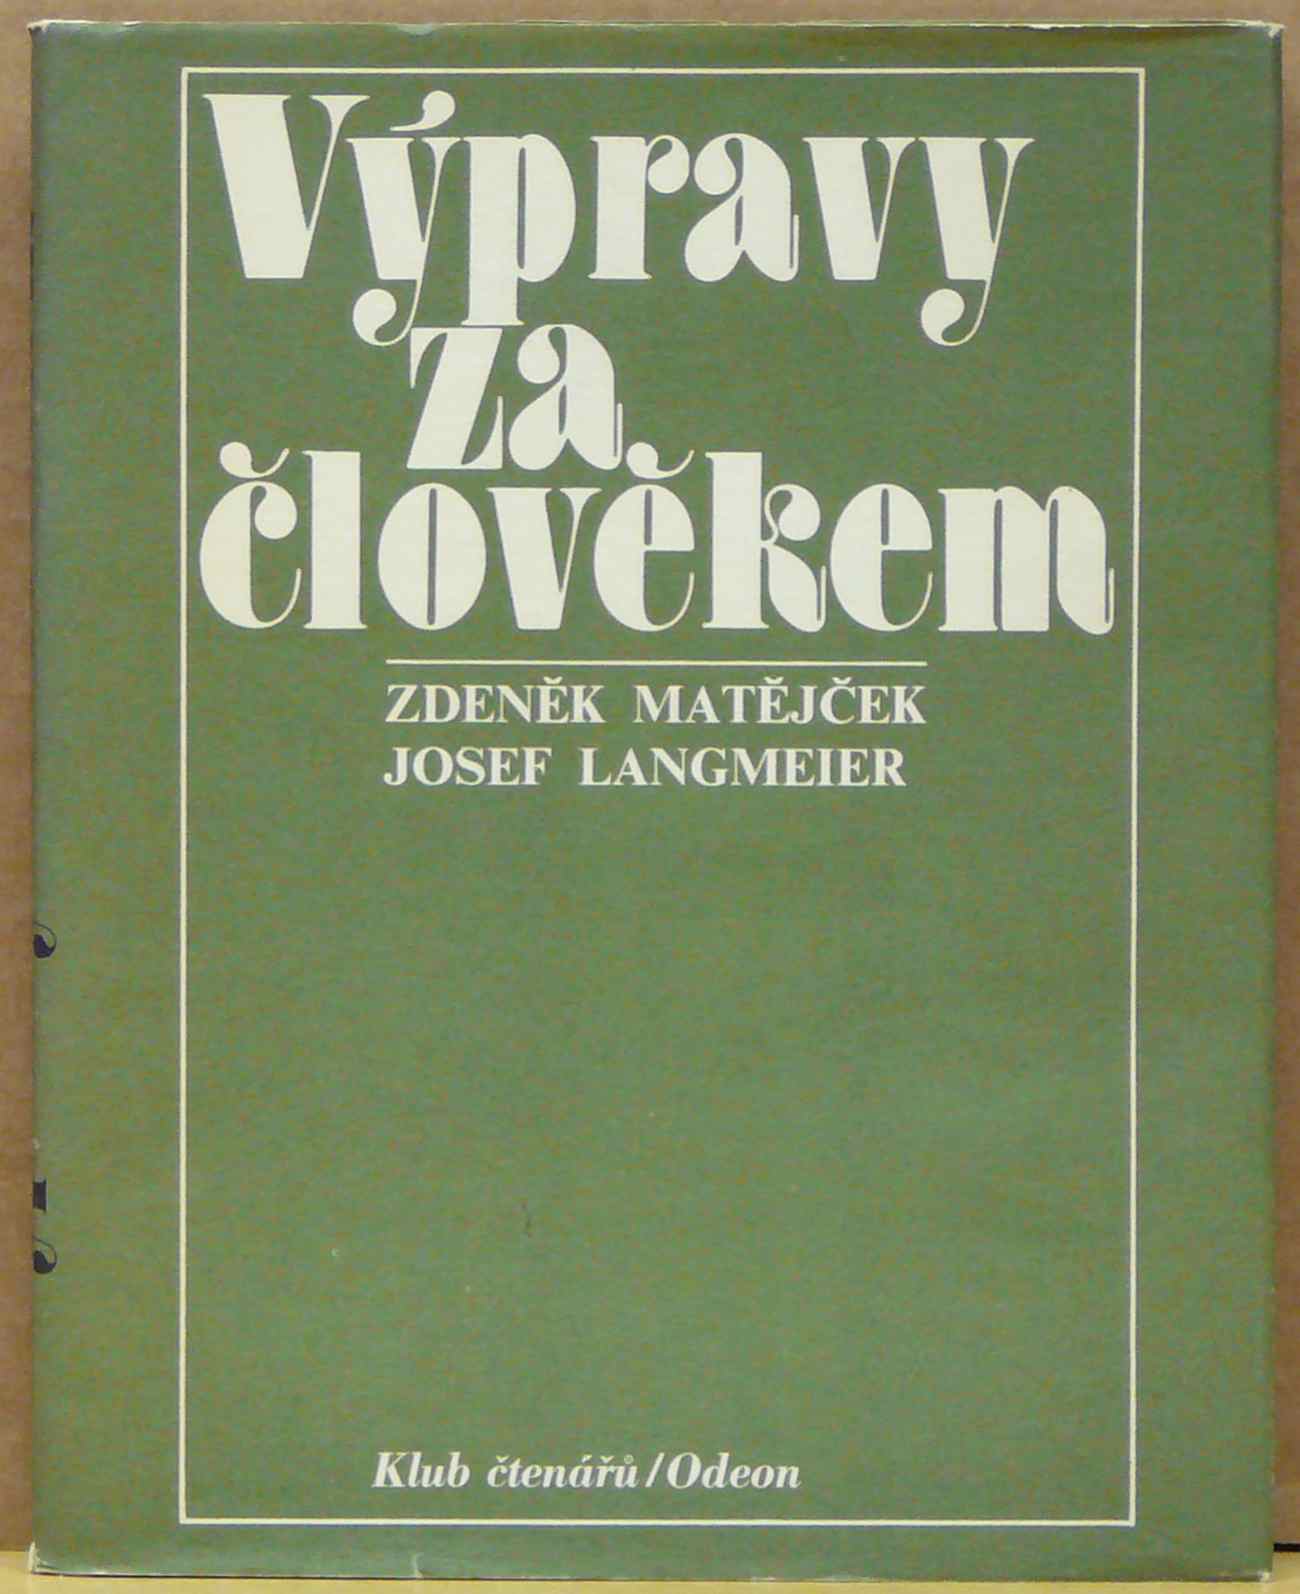 Výpravy
za
člověkem
ZDENĚK MATĚJČEK
JOSEF LANGMEIER
Klub čtenářů/Odeon